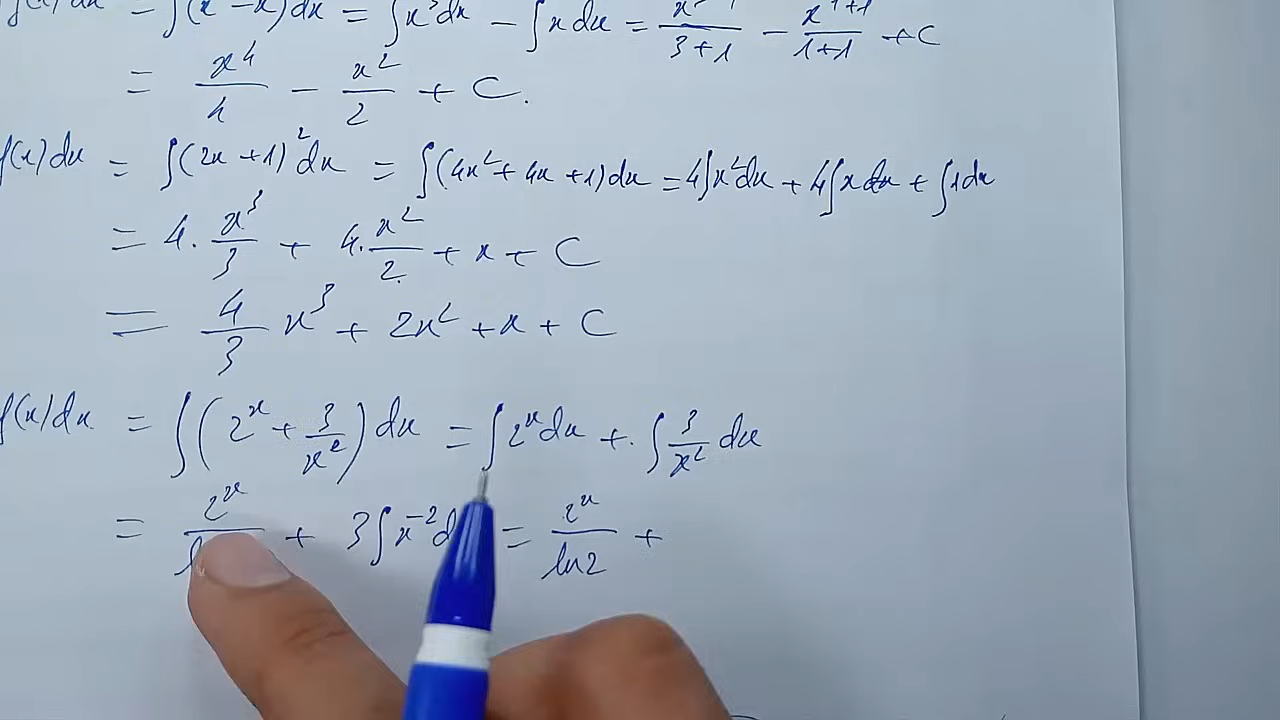 ∫(x³ - x)dx = ∫x³dx - ∫x dx = x³⁺¹/3+1 - x¹⁺¹/1+1 + C
= x⁴/4 - x²/2 + C.
f(x)dx = ∫(2x + 1)²dx = ∫(4x² + 4x + 1)dx = 4∫x²dx + 4∫x dx + ∫1dx
= 4. x³/3 + 4. x²/2 + x + C
= 4/3 x³ + 2x² + x + C
f(x)dx = ∫(2ˣ + 3/x²)dx = ∫2ˣdx + ∫3/x² dx
= 2ˣ/ + 3∫x⁻²d = 2ˣ/ln2 +